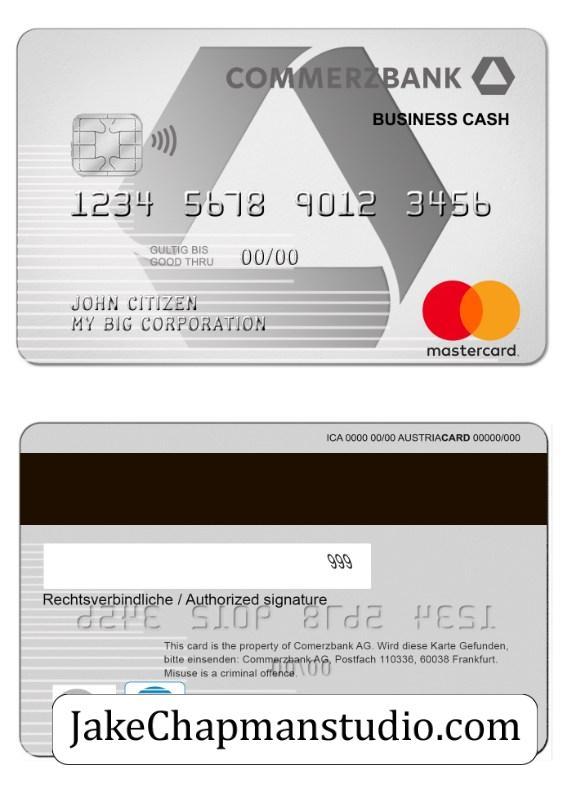 COMMERZBANK
BUSINESS CASH
1234 5678 9012 3456
GULTIG BIS
GOOD THRU 00/00
JOHN CITIZEN
MY BIG CORPORATION
mastercard.
ICA 0000 00/00 AUSTRIACARD 00000/000
999
Rechtsverbindliche / Authorized signature
This card is the property of Comerzbank AG. Wird diese Karte Gefunden,
bitte einsenden: Commerzbank AG, Postfach 110336, 60038 Frankfurt.
Misuse is a criminal offence.
JakeChapmanstudio.com